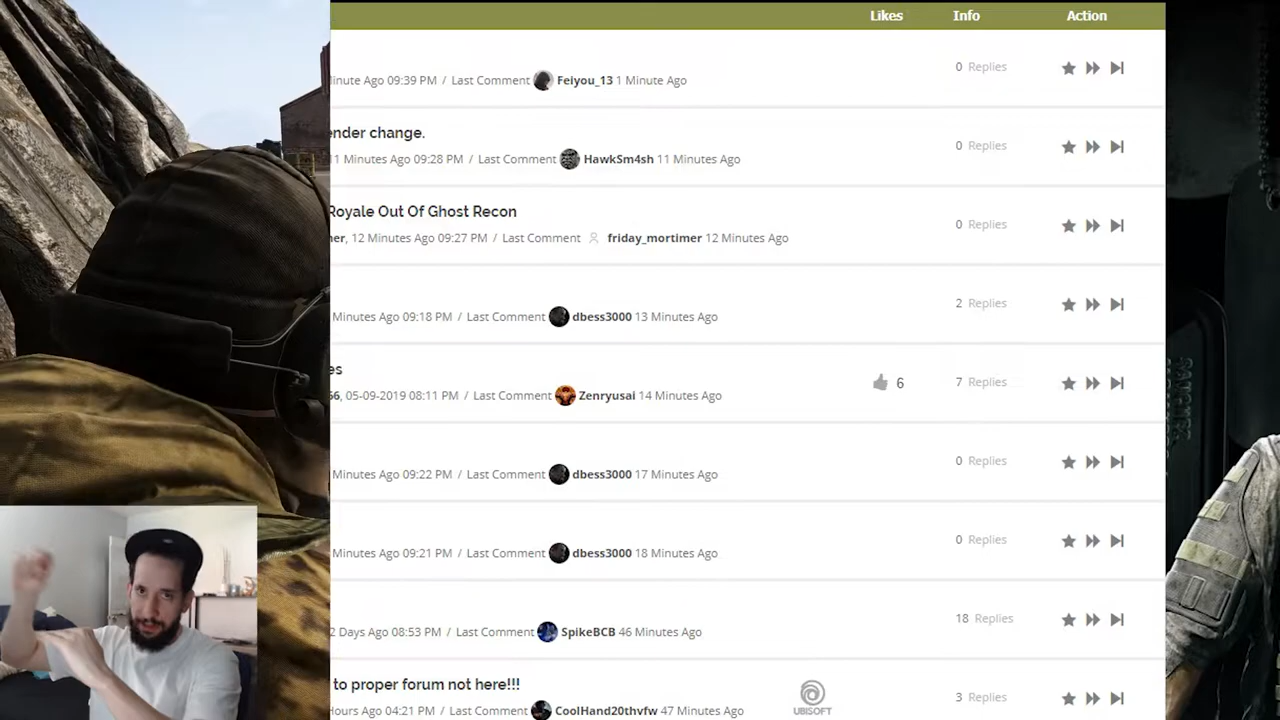 Likes Info Action
Minute Ago 09:39 PM / Last Comment Feiyou_13 1 Minute Ago
0 Replies
ender change.
11 Minutes Ago 09:28 PM / Last Comment HawkSm4sh 11 Minutes Ago
0 Replies
Royale Out Of Ghost Recon
ner, 12 Minutes Ago 09:27 PM / Last Comment friday_mortimer 12 Minutes Ago
0 Replies
Minutes Ago 09:18 PM / Last Comment dbess3000 13 Minutes Ago
2 Replies
es
66, 05-09-2019 08:11 PM / Last Comment Zenryusai 14 Minutes Ago
6
7 Replies
Minutes Ago 09:22 PM / Last Comment dbess3000 17 Minutes Ago
0 Replies
Minutes Ago 09:21 PM / Last Comment dbess3000 18 Minutes Ago
0 Replies
2 Days Ago 08:53 PM / Last Comment SpikeBCB 46 Minutes Ago
18 Replies
to proper forum not here!!!
Hours Ago 04:21 PM / Last Comment CoolHand20thvfw 47 Minutes Ago
3 Replies
UBISOFT